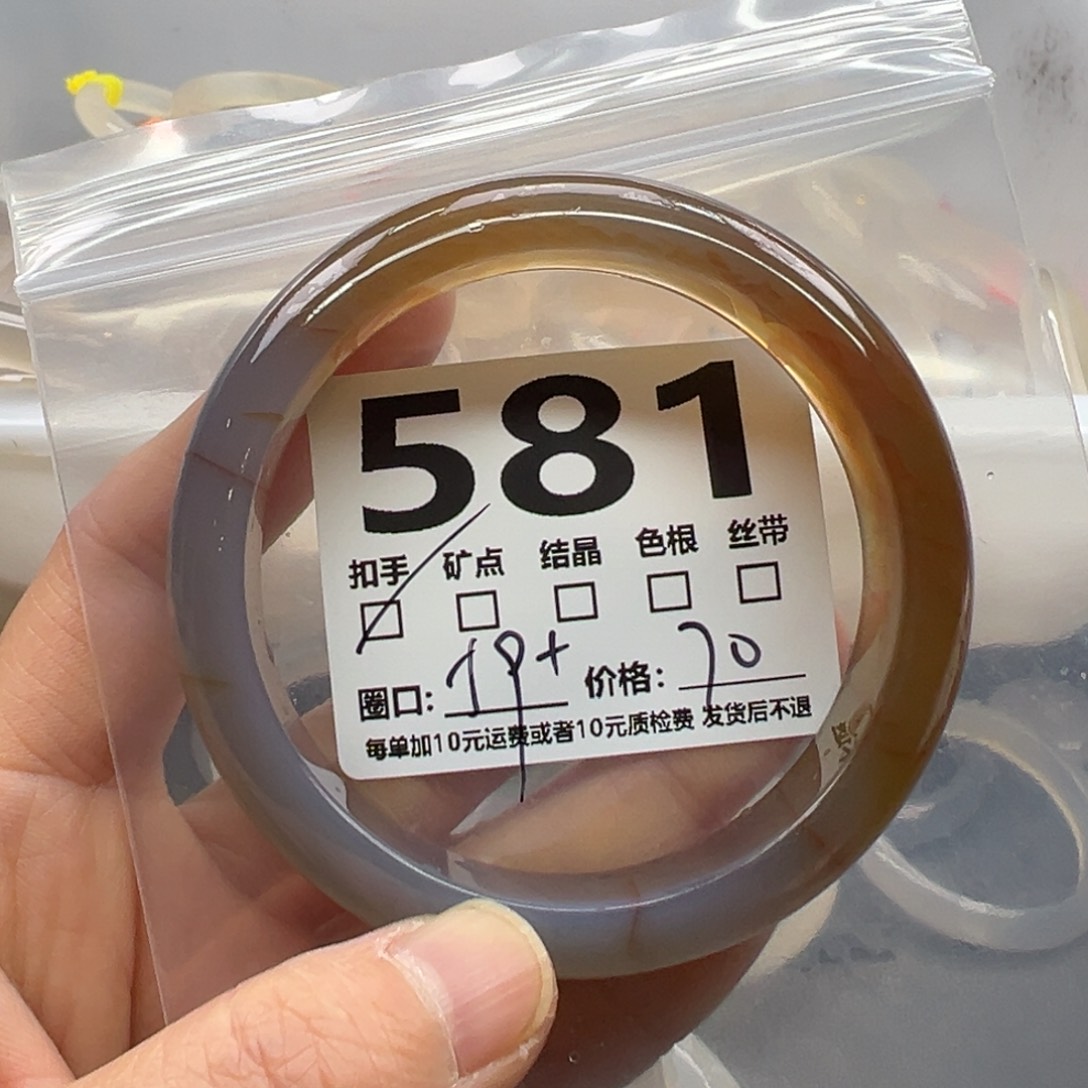 581
扣手 矿点 结晶 色根 丝带
圈口: 59+ 价格: 70
每单加10元运费或者10元质检费 发货后不退